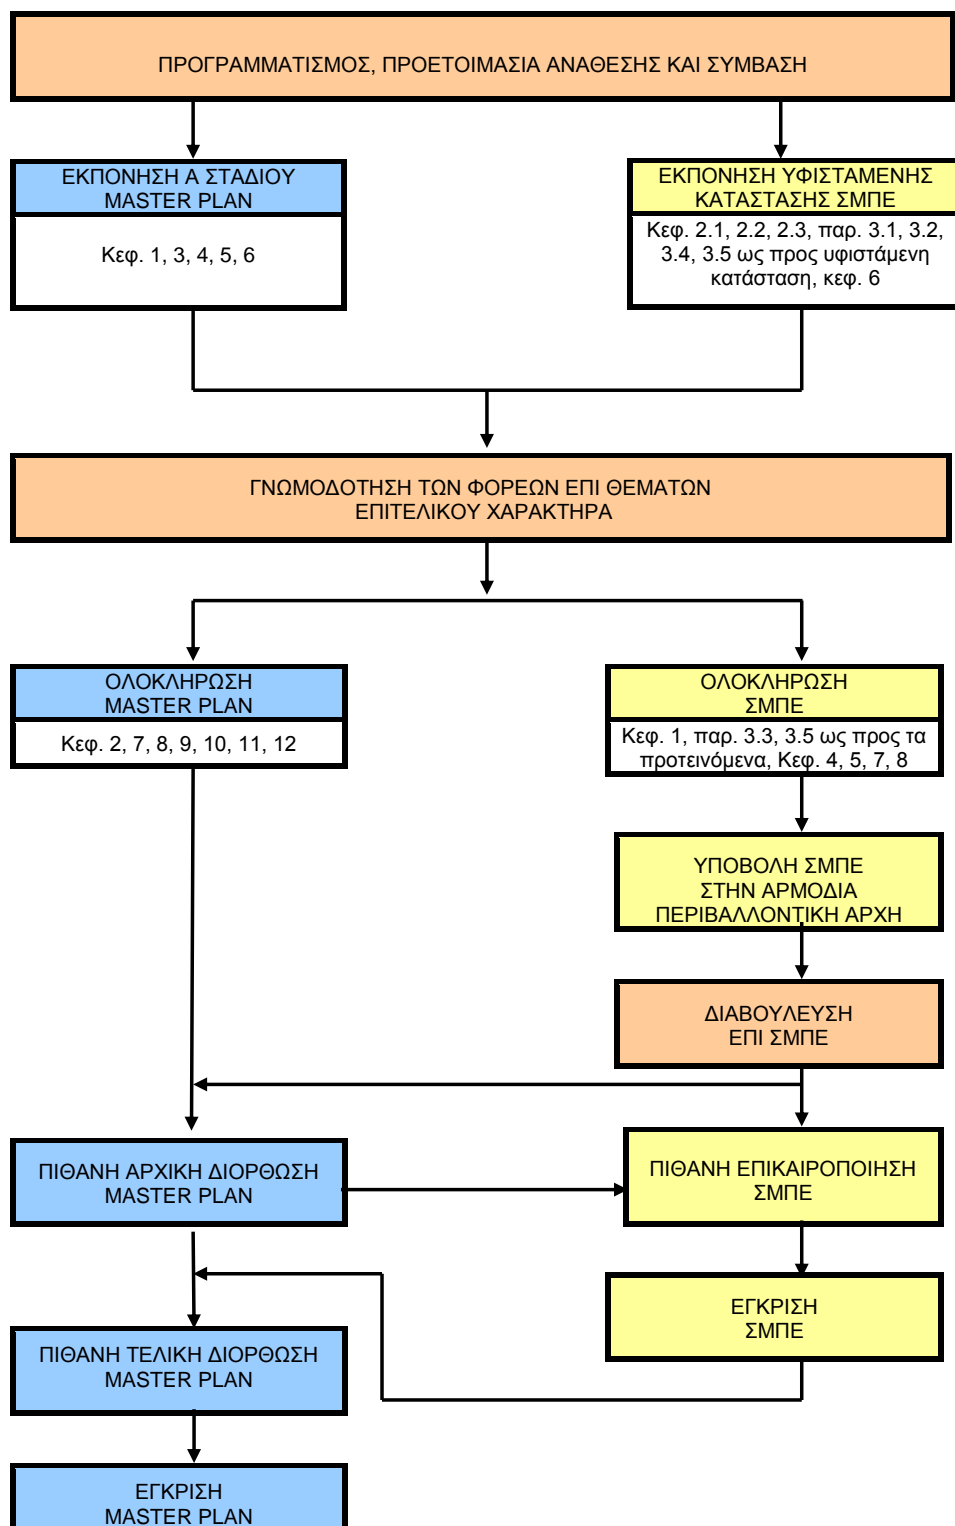 ΠΡΟΓΡΑΜΜΑΤΙΣΜΟΣ, ΠΡΟΕΤΟΙΜΑΣΙΑ ΑΝΑΘΕΣΗΣ ΚΑΙ ΣΥΜΒΑΣΗ
ΕΚΠΟΝΗΣΗ Α ΣΤΑΔΙΟΥ
MASTER PLAN
Κεφ. 1, 3, 4, 5, 6
ΕΚΠΟΝΗΣΗ ΥΦΙΣΤΑΜΕΝΗΣ
ΚΑΤΑΣΤΑΣΗΣ ΣΜΠΕ
Κεφ. 2.1, 2.2, 2.3, παρ. 3.1, 3.2,
3.4, 3.5 ως προς υφιστάμενη
κατάσταση, κεφ. 6
ΓΝΩΜΟΔΟΤΗΣΗ ΤΩΝ ΦΟΡΕΩΝ ΕΠΙ ΘΕΜΑΤΩΝ
ΕΠΙΤΕΛΙΚΟΥ ΧΑΡΑΚΤΗΡΑ
ΟΛΟΚΛΗΡΩΣΗ
MASTER PLAN
Κεφ. 2, 7, 8, 9, 10, 11, 12
ΟΛΟΚΛΗΡΩΣΗ
ΣΜΠΕ
Κεφ. 1, παρ. 3.3, 3.5 ως προς τα
προτεινόμενα, Κεφ. 4, 5, 7, 8
ΥΠΟΒΟΛΗ ΣΜΠΕ
ΣΤΗΝ ΑΡΜΟΔΙΑ
ΠΕΡΙΒΑΛΛΟΝΤΙΚΗ ΑΡΧΗ
ΔΙΑΒΟΥΛΕΥΣΗ
ΕΠΙ ΣΜΠΕ
ΠΙΘΑΝΗ ΑΡΧΙΚΗ ΔΙΟΡΘΩΣΗ
MASTER PLAN
ΠΙΘΑΝΗ ΕΠΙΚΑΙΡΟΠΟΙΗΣΗ
ΣΜΠΕ
ΕΓΚΡΙΣΗ
ΣΜΠΕ
ΠΙΘΑΝΗ ΤΕΛΙΚΗ ΔΙΟΡΘΩΣΗ
MASTER PLAN
ΕΓΚΡΙΣΗ
MASTER PLAN